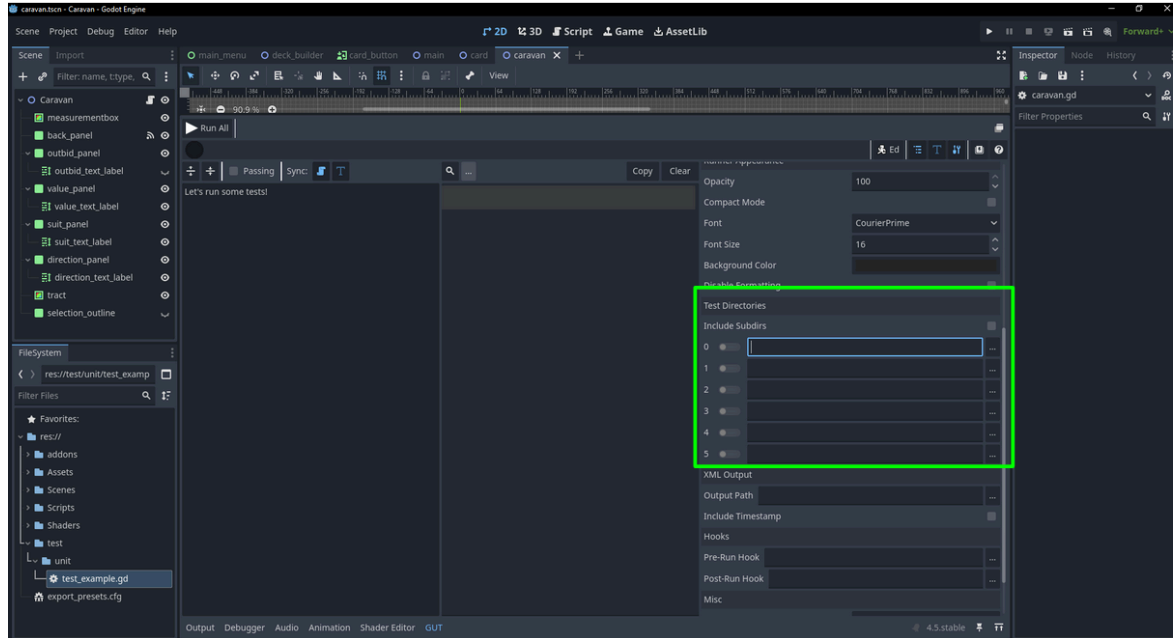 caravan.tscn - Caravan - Godot Engine
Scene Project Debug Editor Help
2D 3D Script Game AssetLib
Forward+
Scene Import
main_menu deck_builder card_button main card caravan
Inspector Node History
Filter: name, t:type,
View
90.9 %
caravan.gd
Filter Properties
Caravan
measurementbox
back_panel
outbid_panel
outbid_text_label
value_panel
value_text_label
suit_panel
suit_text_label
direction_panel
direction_text_label
tract
selection_outline
Run All
Ed
Passing Sync:
... Copy Clear
Let's run some tests!
Runner Appearance
Opacity 100
Compact Mode
Font CourierPrime
Font Size 16
Background Color
Disable Formatting
Test Directories
Include Subdirs
0 ...
1 ...
2 ...
3 ...
4 ...
5 ...
XML Output
Output Path ...
Include Timestamp
Hooks
Pre-Run Hook ...
Post-Run Hook ...
Misc
FileSystem
res://test/unit/test_examp
Filter Files
Favorites:
res://
addons
Assets
Scenes
Scripts
Shaders
test
unit
test_example.gd
export_presets.cfg
Output Debugger Audio Animation Shader Editor GUT
4.5.stable